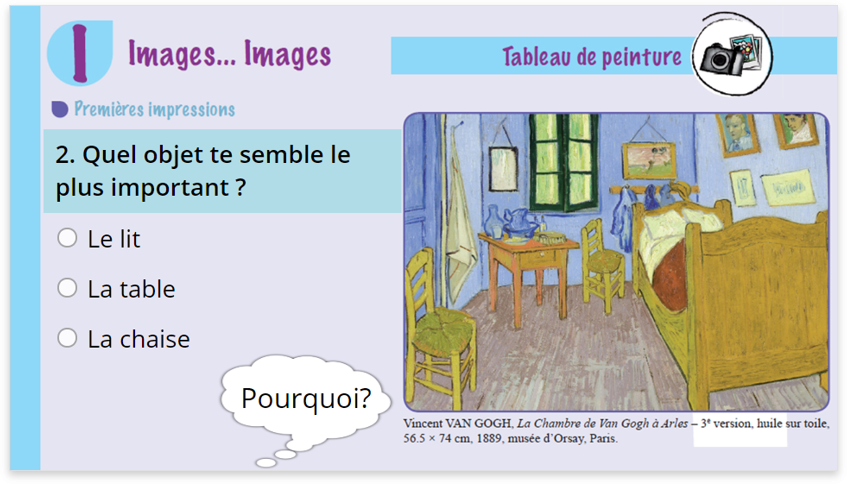 I Images... Images
Tableau de peinture
Premières impressions
2. Quel objet te semble le
plus important ?
Le lit
La table
La chaise
Pourquoi?
Vincent VAN GOGH, La Chambre de Van Gogh à Arles – 3e version, huile sur toile,
56.5 × 74 cm, 1889, musée d’Orsay, Paris.